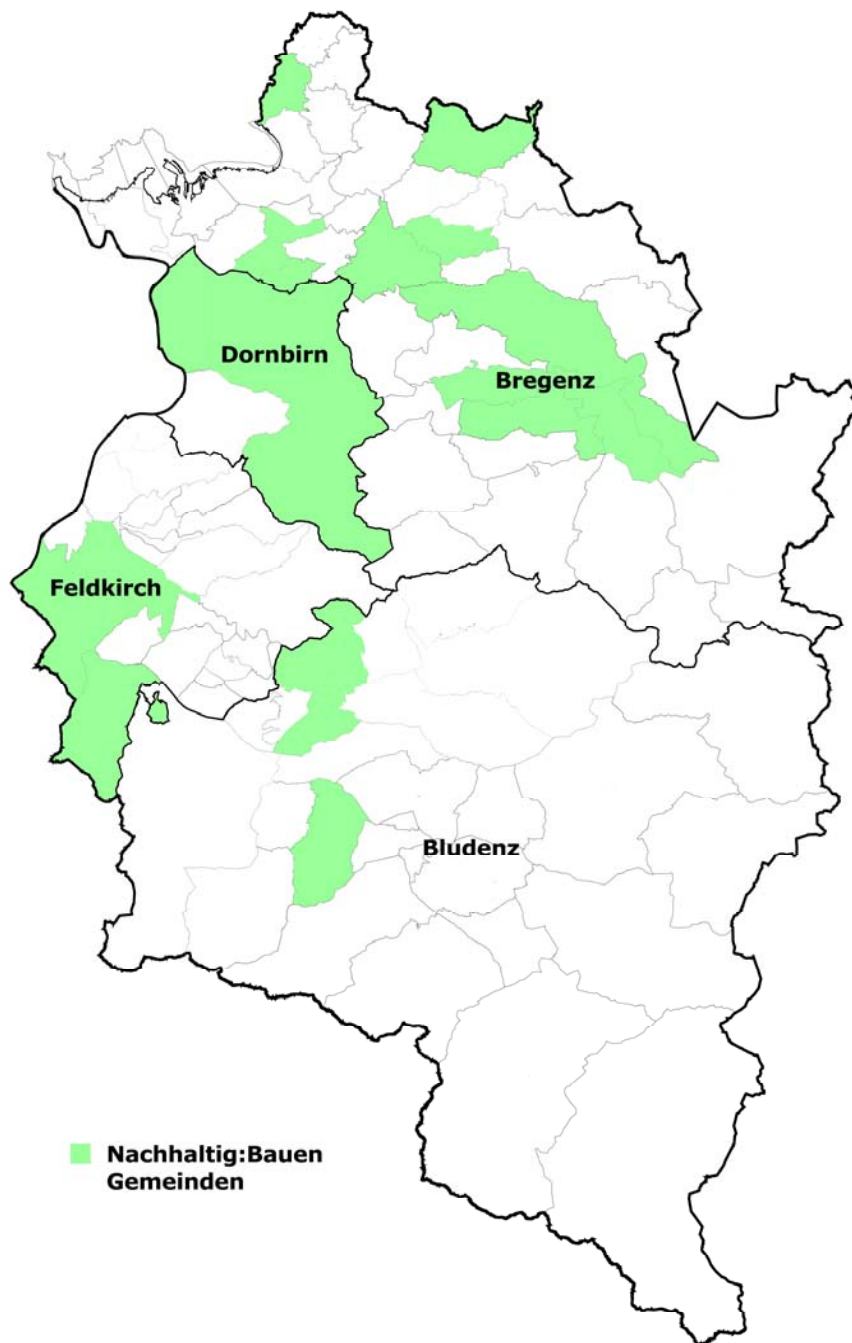 Dornbirn
Bregenz
Feldkirch
Bludenz
Nachhaltig:Bauen
Gemeinden